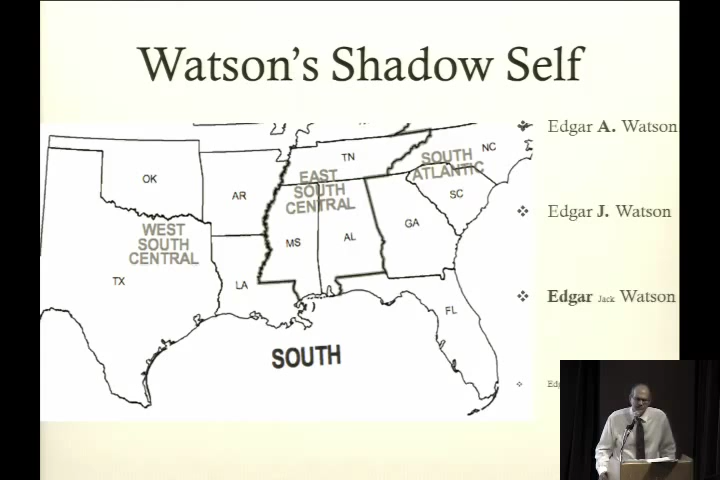 Watson's Shadow Self
Edgar A. Watson
Edgar J. Watson
Edgar Jack Watson
OK
AR
TN
NC
EAST
SOUTH
CENTRAL
SOUTH
ATLANTIC
SC
WEST
SOUTH
CENTRAL
TX
LA
MS
AL
GA
FL
SOUTH